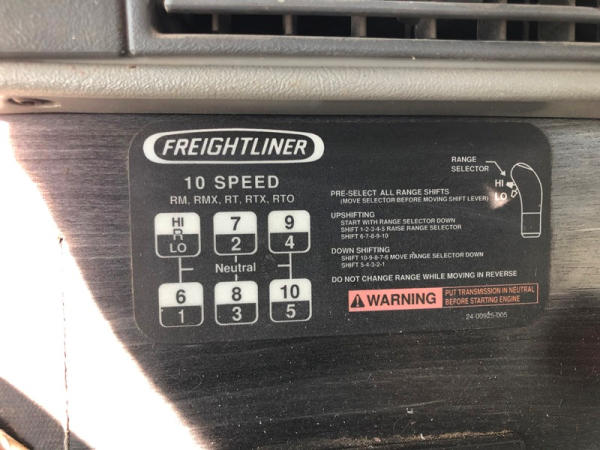 FREIGHTLINER
10 SPEED
RM, RMX, RT, RTX, RTO
HI
R
LO
7
2
9
4
Neutral
6
1
8
3
10
5
RANGE
SELECTOR
HI
LO
PRE-SELECT ALL RANGE SHIFTS
(MOVE SELECTOR BEFORE MOVING SHIFT LEVER)
UPSHIFTING
START WITH RANGE SELECTOR DOWN
SHIFT 1-2-3-4-5 RAISE RANGE SELECTOR
SHIFT 6-7-8-9-10
DOWN SHIFTING
SHIFT 10-9-8-7-6 MOVE RANGE SELECTOR DOWN
SHIFT 5-4-3-2-1
DO NOT CHANGE RANGE WHILE MOVING IN REVERSE
WARNING
PUT TRANSMISSION IN NEUTRAL
BEFORE STARTING ENGINE
24-00925-005